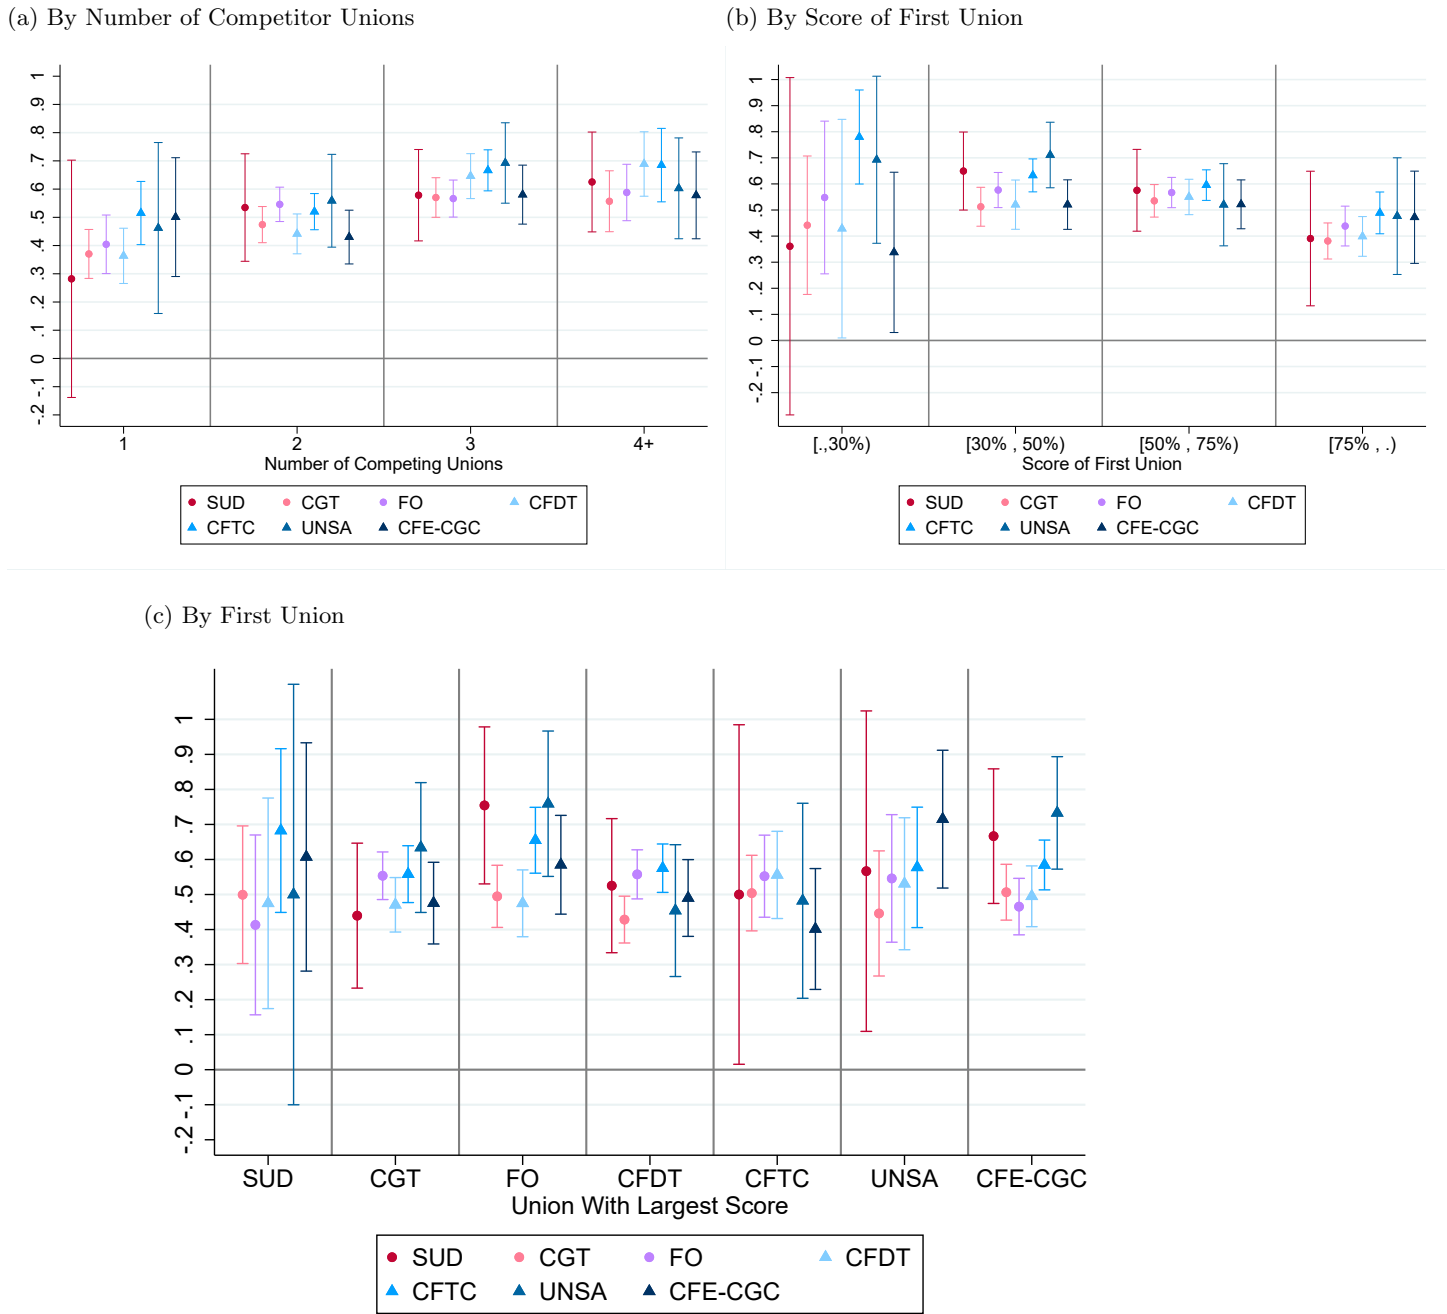 (a) By Number of Competitor Unions
1
.9
.8
.7
.6
.5
.4
.3
.2
.1
0
-.1
-.2
1 2 3 4+
Number of Competing Unions
SUD CGT FO CFDT
CFTC UNSA CFE-CGC
(b) By Score of First Union
1
.9
.8
.7
.6
.5
.4
.3
.2
.1
0
-.1
-.2
[.,30%) [30% , 50%) [50% , 75%) [75% , .)
Score of First Union
SUD CGT FO CFDT
CFTC UNSA CFE-CGC
(c) By First Union
1
.9
.8
.7
.6
.5
.4
.3
.2
.1
0
-.1
-.2
SUD CGT FO CFDT CFTC UNSA CFE-CGC
Union With Largest Score
SUD CGT FO CFDT
CFTC UNSA CFE-CGC